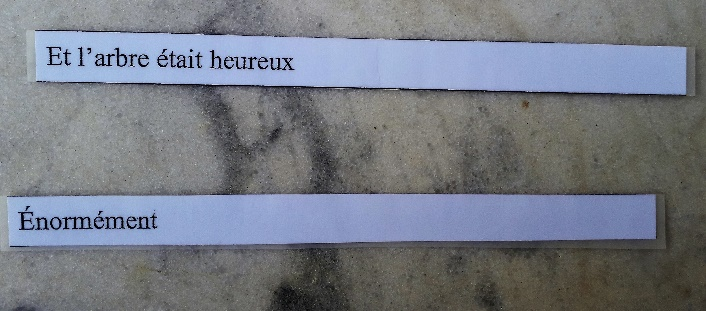 Et l’arbre était heureux
Énormément